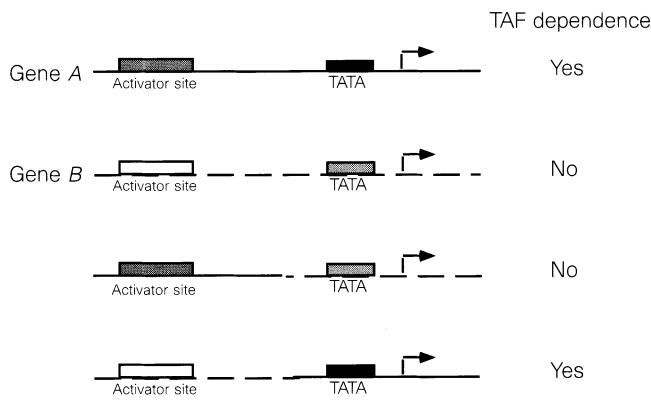 TAF dependence
Gene A
Activator site
TATA
Yes
Gene B
Activator site
TATA
No
Activator site
TATA
No
Activator site
TATA
Yes